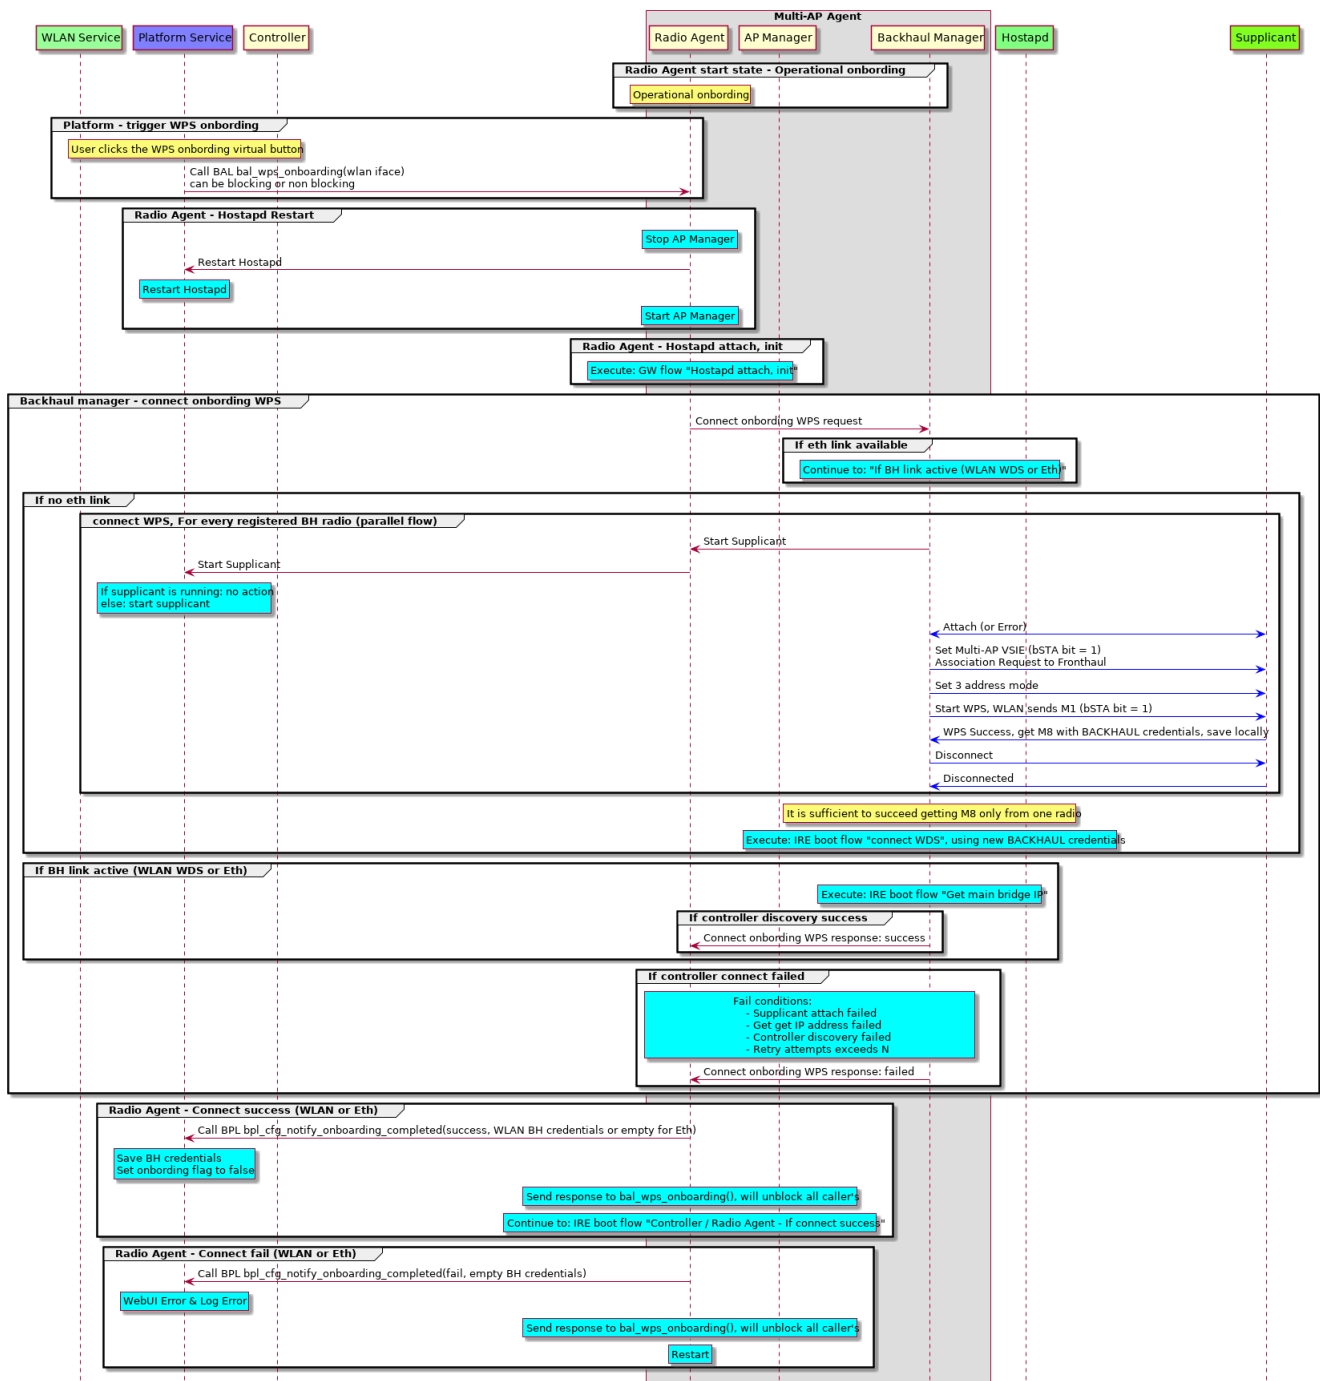 Multi-AP Agent
WLAN Service
Platform Service
Controller
Radio Agent
AP Manager
Backhaul Manager
Hostapd
Supplicant
Radio Agent start state - Operational onbording
Operational onbording
Platform - trigger WPS onbording
User clicks the WPS onbording virtual button
Call BAL bal_wps_onboarding(wlan iface)
can be blocking or non blocking
Radio Agent - Hostapd Restart
Stop AP Manager
Restart Hostapd
Restart Hostapd
Start AP Manager
Radio Agent - Hostapd attach, init
Execute: GW flow "Hostapd attach, init"
Backhaul manager - connect onbording WPS
Connect onbording WPS request
If eth link available
Continue to: "If BH link active (WLAN WDS or Eth)"
If no eth link
connect WPS, For every registered BH radio (parallel flow)
Start Supplicant
Start Supplicant
If supplicant is running: no action
else: start supplicant
Attach (or Error)
Set Multi-AP VSIE (bSTA bit = 1)
Association Request to Fronthaul
Set 3 address mode
Start WPS, WLAN sends M1 (bSTA bit = 1)
WPS Success, get M8 with BACKHAUL credentials, save locally
Disconnect
Disconnected
It is sufficient to succeed getting M8 only from one radio
Execute: IRE boot flow "connect WDS", using new BACKHAUL credentials
If BH link active (WLAN WDS or Eth)
Execute: IRE boot flow "Get main bridge IP"
If controller discovery success
Connect onbording WPS response: success
If controller connect failed
Fail conditions:
- Supplicant attach failed
- Get get IP address failed
- Controller discovery failed
- Retry attempts exceeds N
Connect onbording WPS response: failed
Radio Agent - Connect success (WLAN or Eth)
Call BPL bpl_cfg_notify_onboarding_completed(success, WLAN BH credentials or empty for Eth)
Save BH credentials
Set onbording flag to false
Send response to bal_wps_onboarding(), will unblock all caller's
Continue to: IRE boot flow "Controller / Radio Agent - If connect success"
Radio Agent - Connect fail (WLAN or Eth)
Call BPL bpl_cfg_notify_onboarding_completed(fail, empty BH credentials)
WebUI Error & Log Error
Send response to bal_wps_onboarding(), will unblock all caller's
Restart